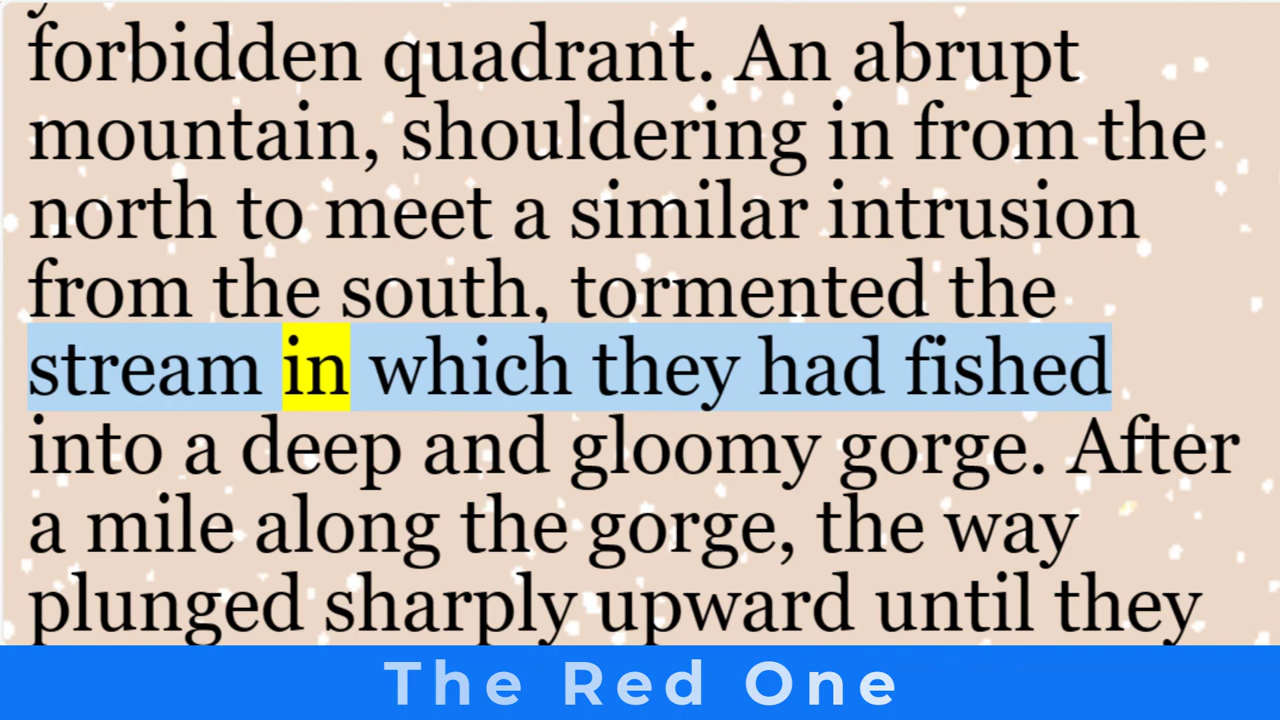 forbidden quadrant. An abrupt
mountain, shouldering in from the
north to meet a similar intrusion
from the south, tormented the
stream in which they had fished
into a deep and gloomy gorge. After
a mile along the gorge, the way
plunged sharply upward until they
The Red One